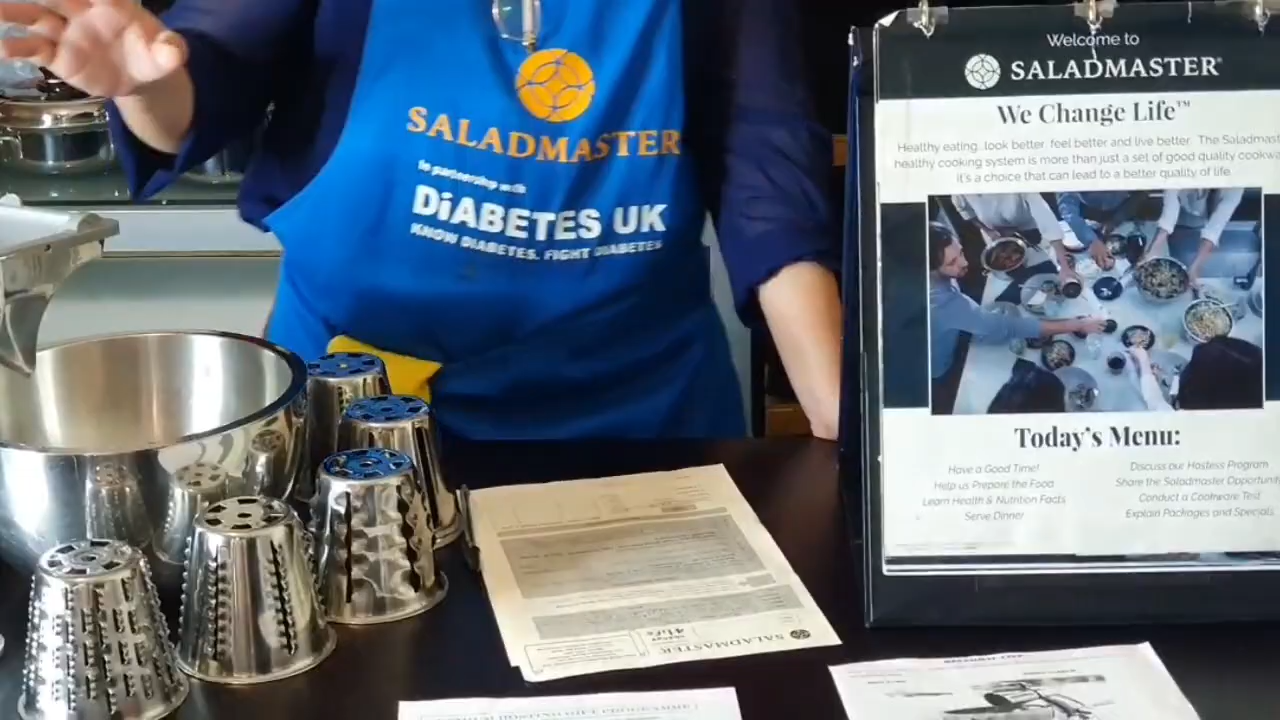 SALADMASTER
In partnership with
DiABETES UK
KNOW DIABETES. FIGHT DIABETES
Welcome to
SALADMASTER®
We Change Life™
Healthy eating...look better, feel better and live better. The Saladmast
healthy cooking system is more than just a set of good quality cookwa
it's a choice that can lead to a better quality of life.
Today's Menu:
Have a Good Time!
Help us Prepare the Food
Learn Health & Nutrition Facts
Serve Dinner
Discuss our Hostess Program
Share the Saladmaster Opportunit
Conduct a Cookware Test
Explain Packages and Specials
SALADMASTER
4Life